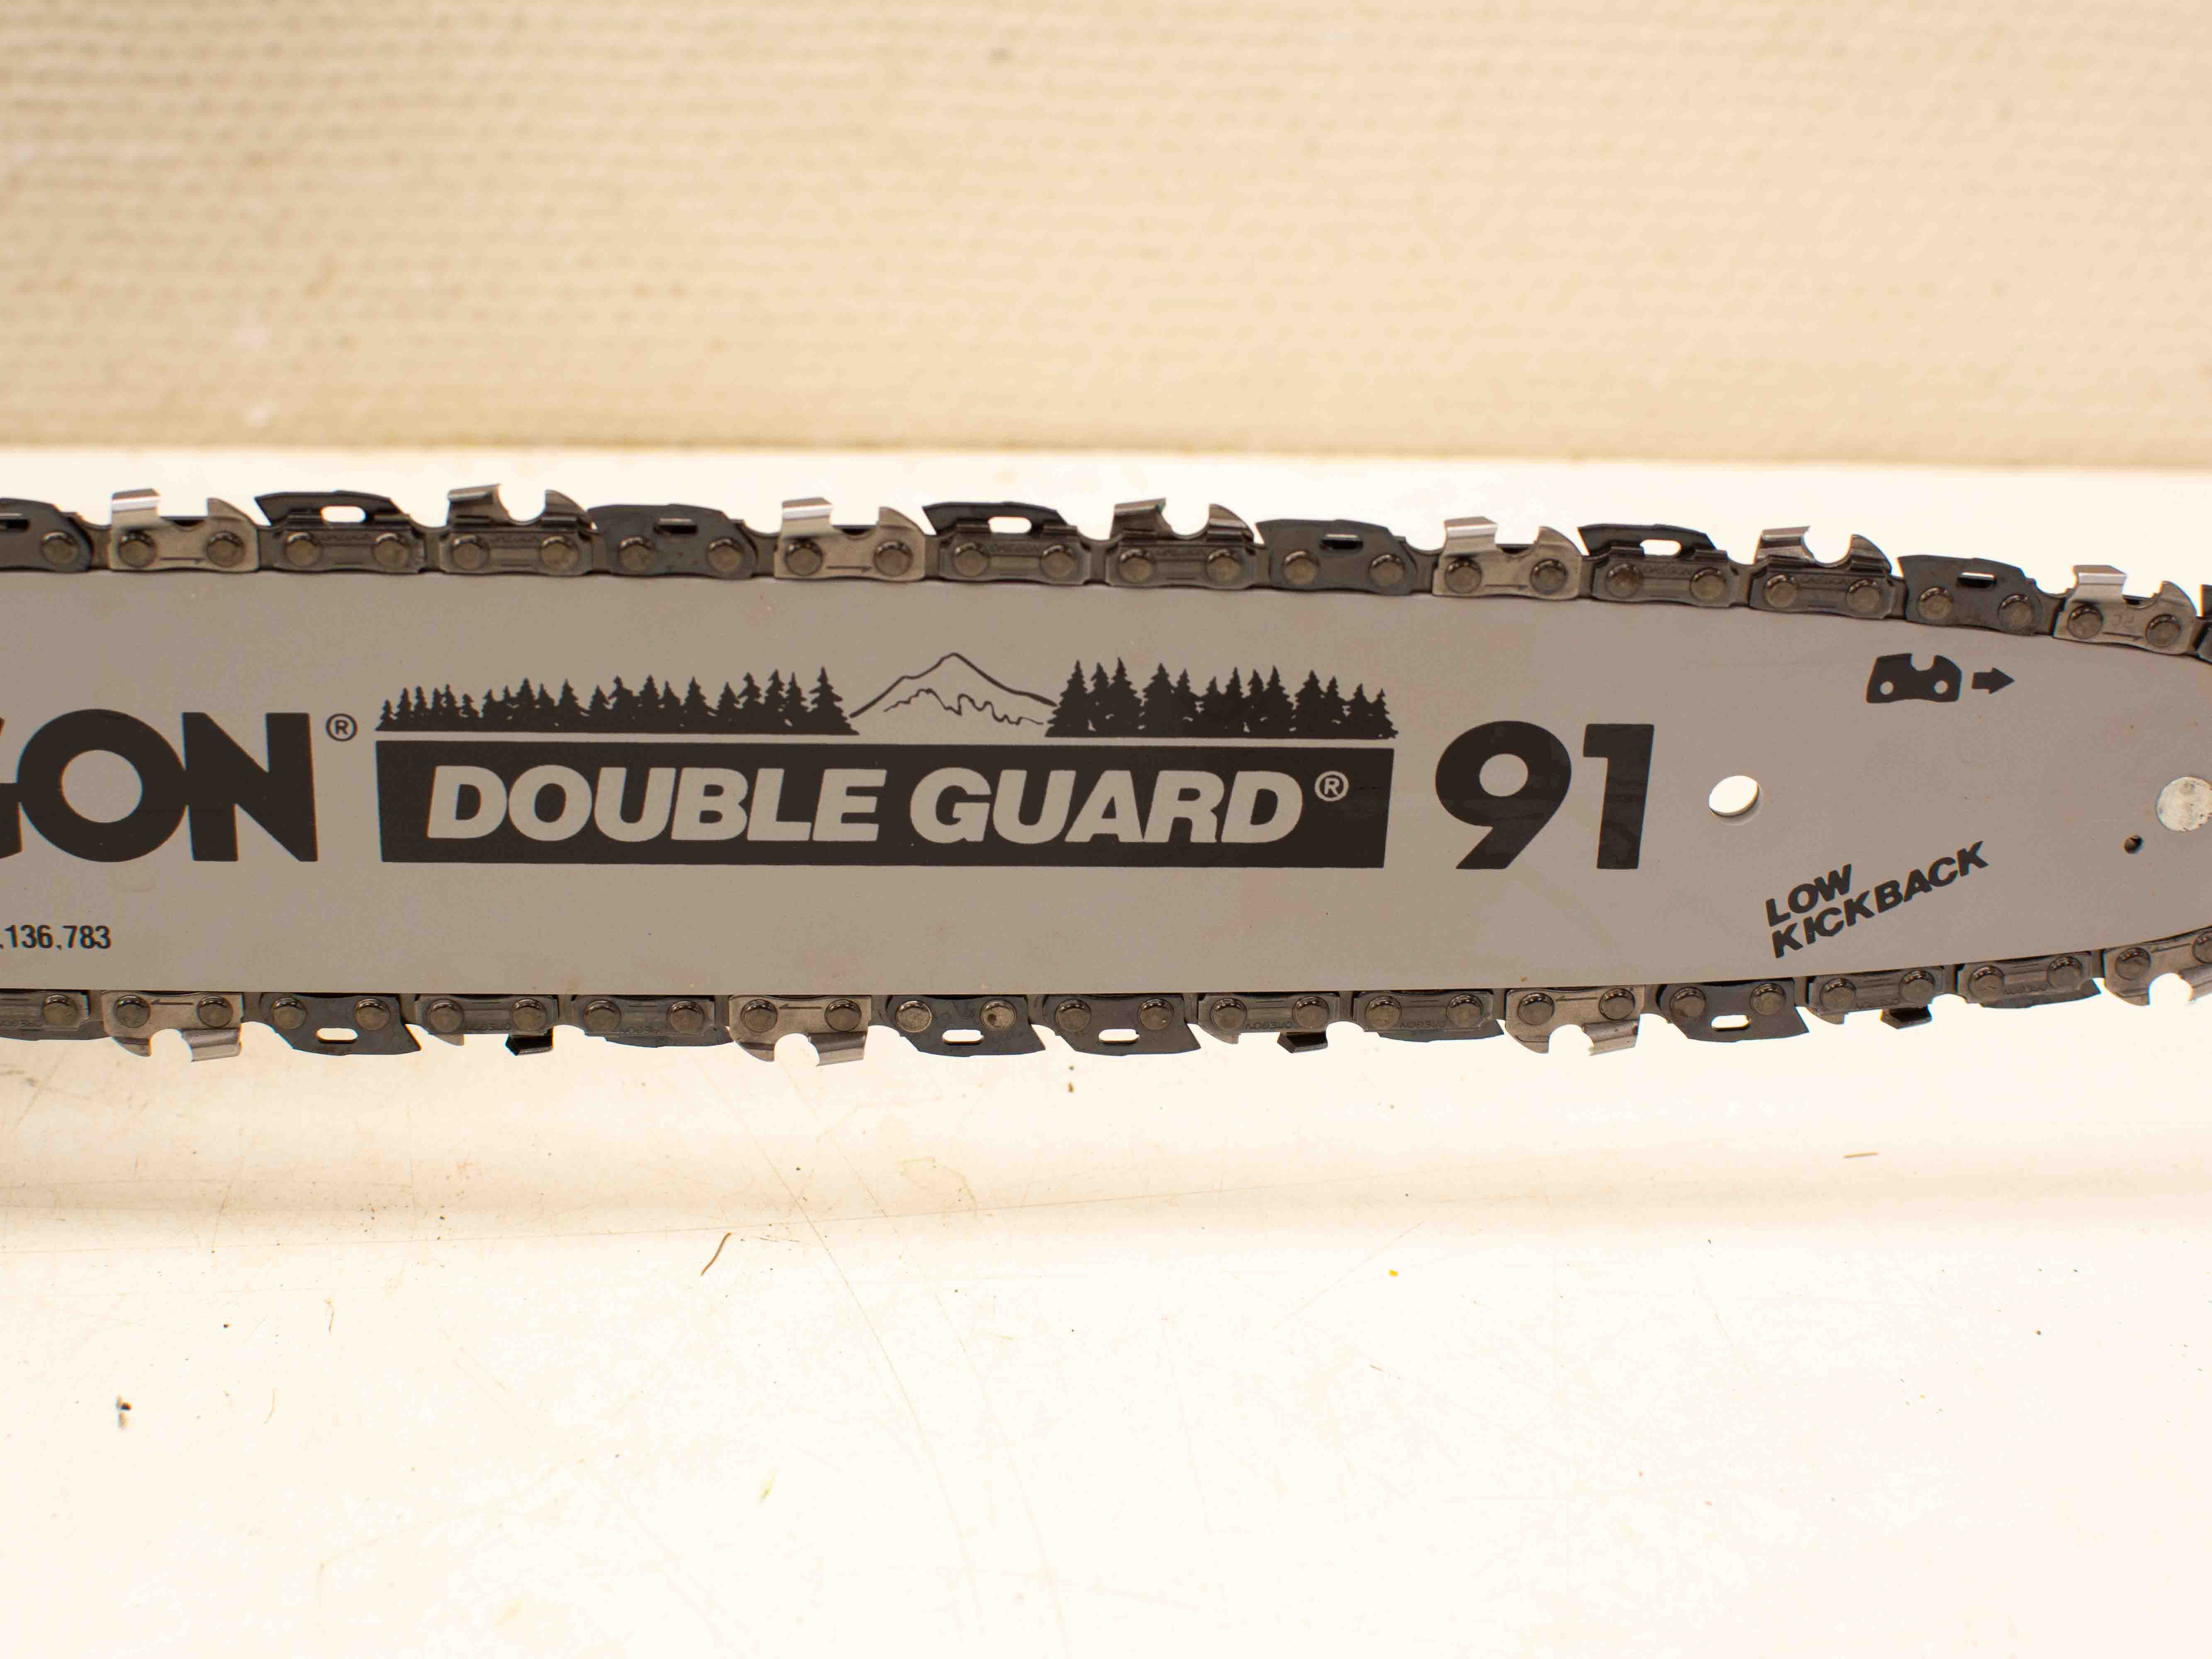 GON®
DOUBLE GUARD®
91
.136,783
LOW
KICKBACK